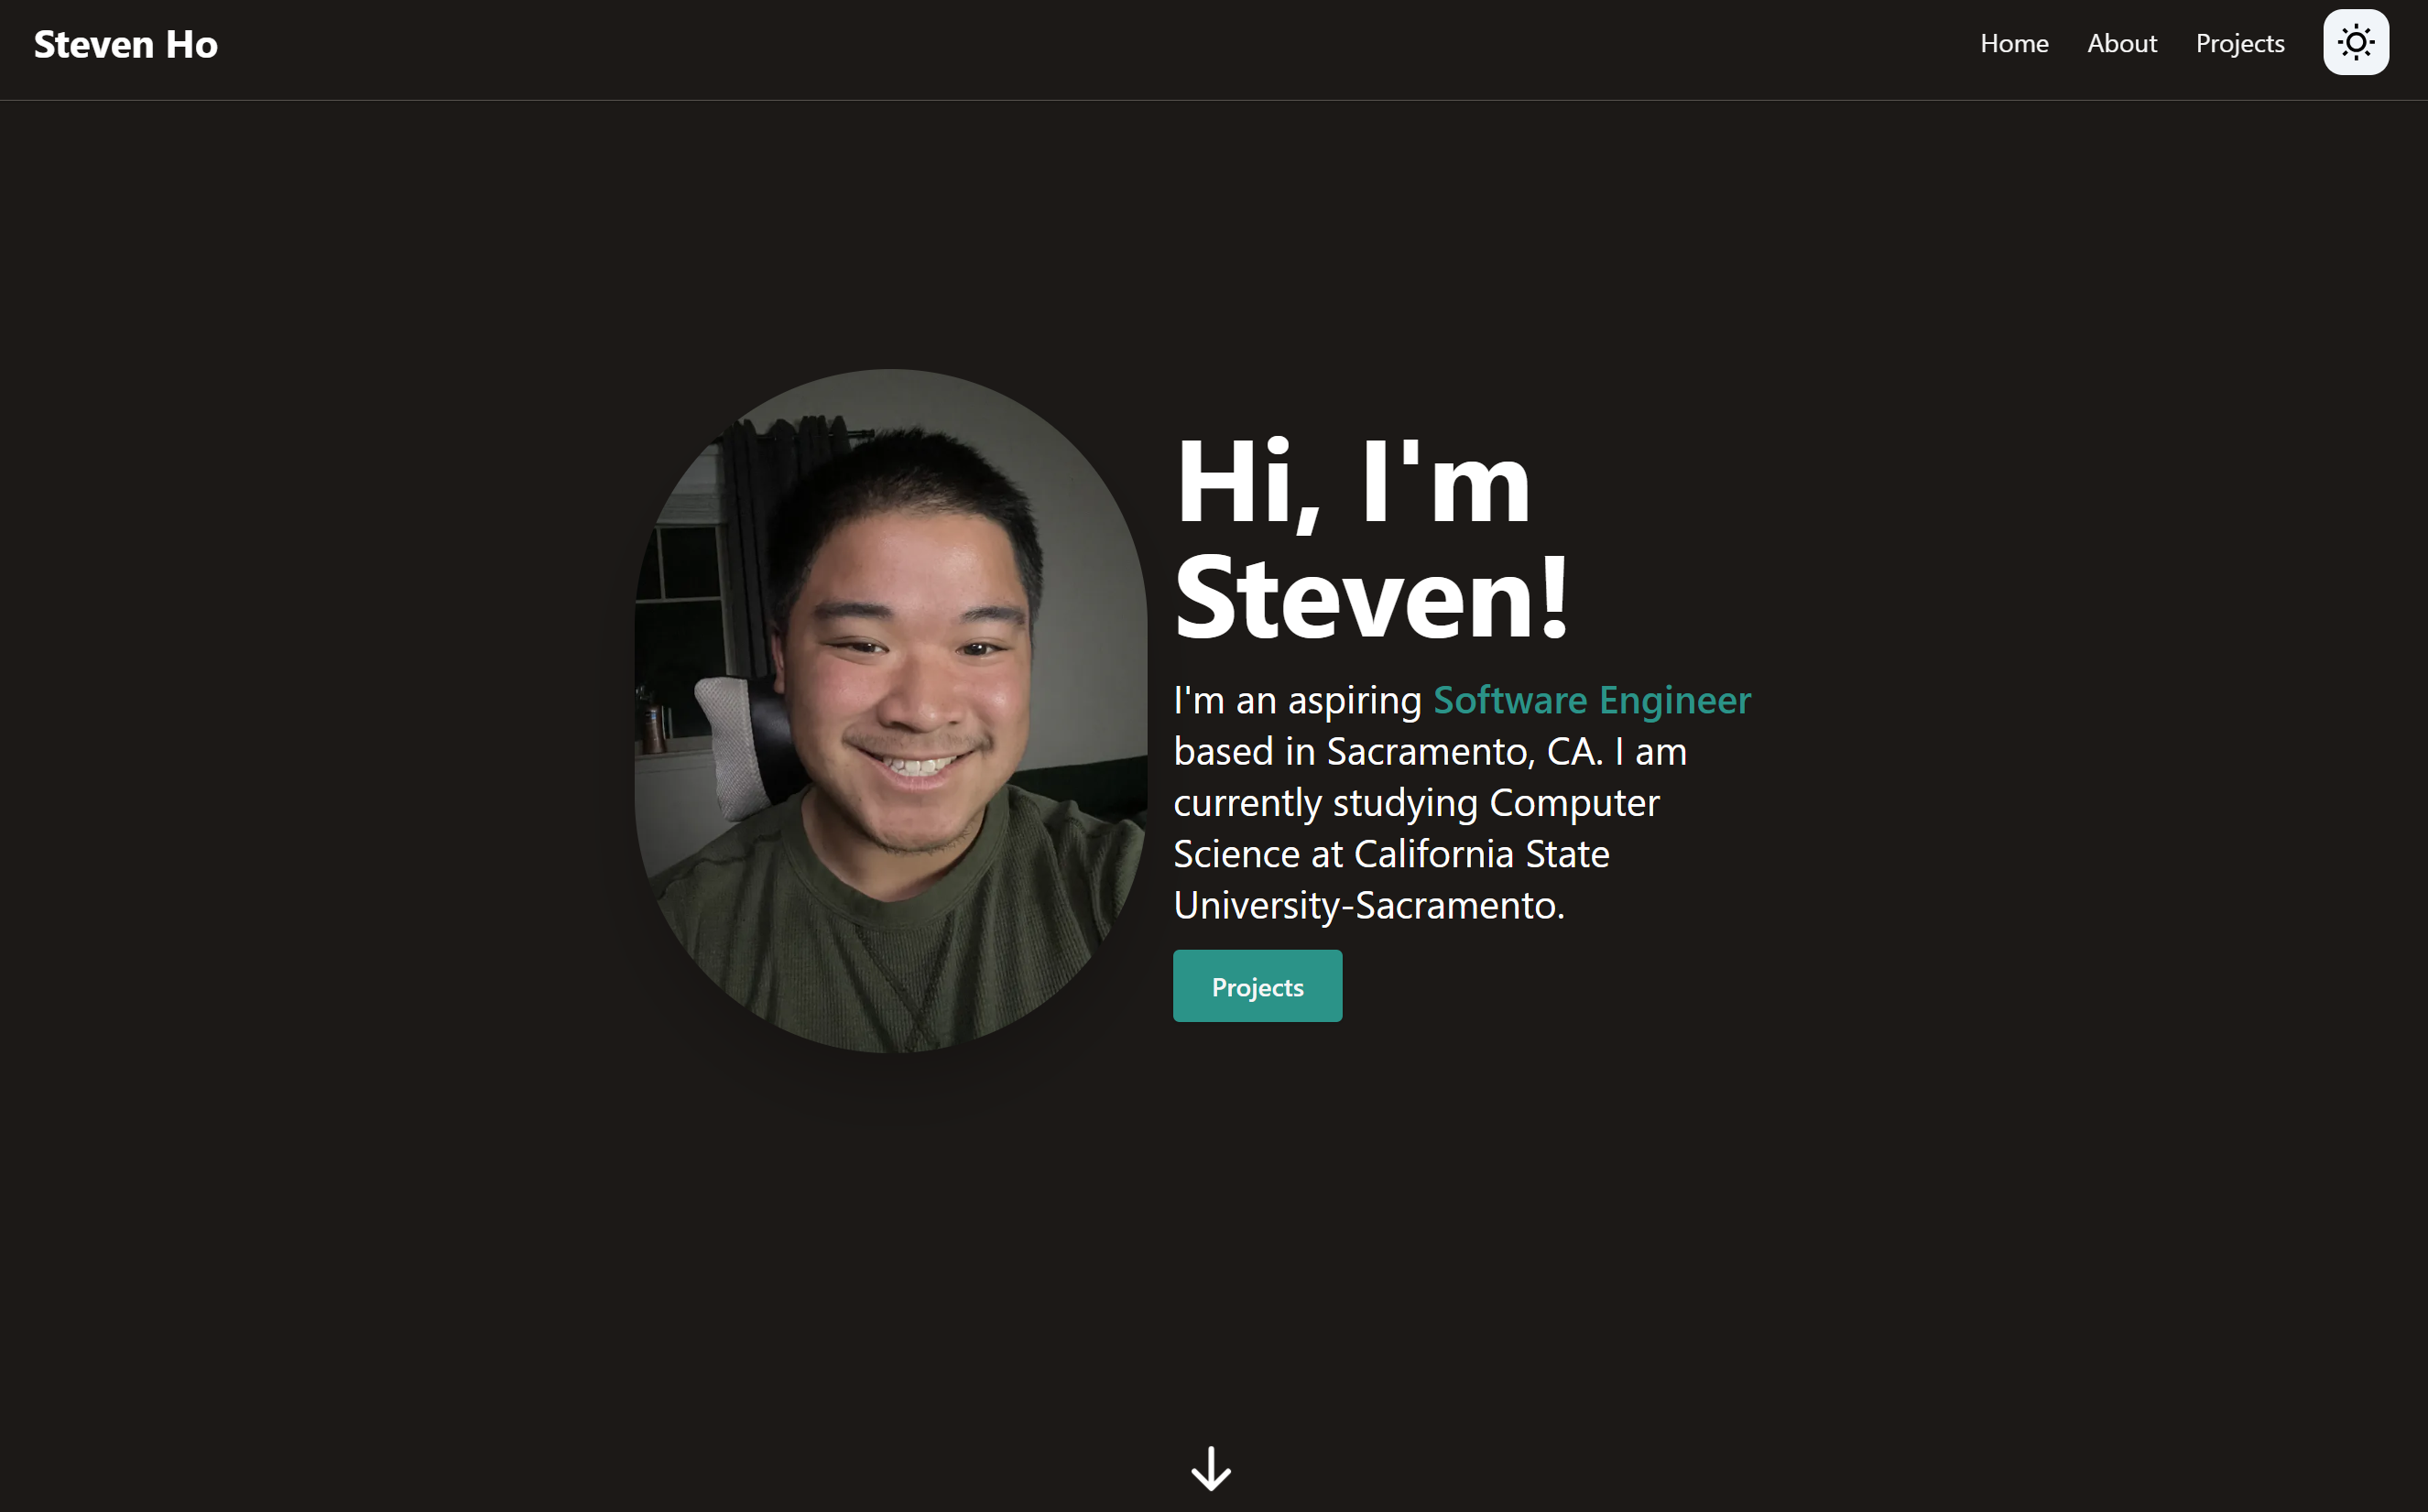 Steven Ho
Home
About
Projects
Hi, I'm
Steven!
I'm an aspiring Software Engineer
based in Sacramento, CA. I am
currently studying Computer
Science at California State
University-Sacramento.
Projects